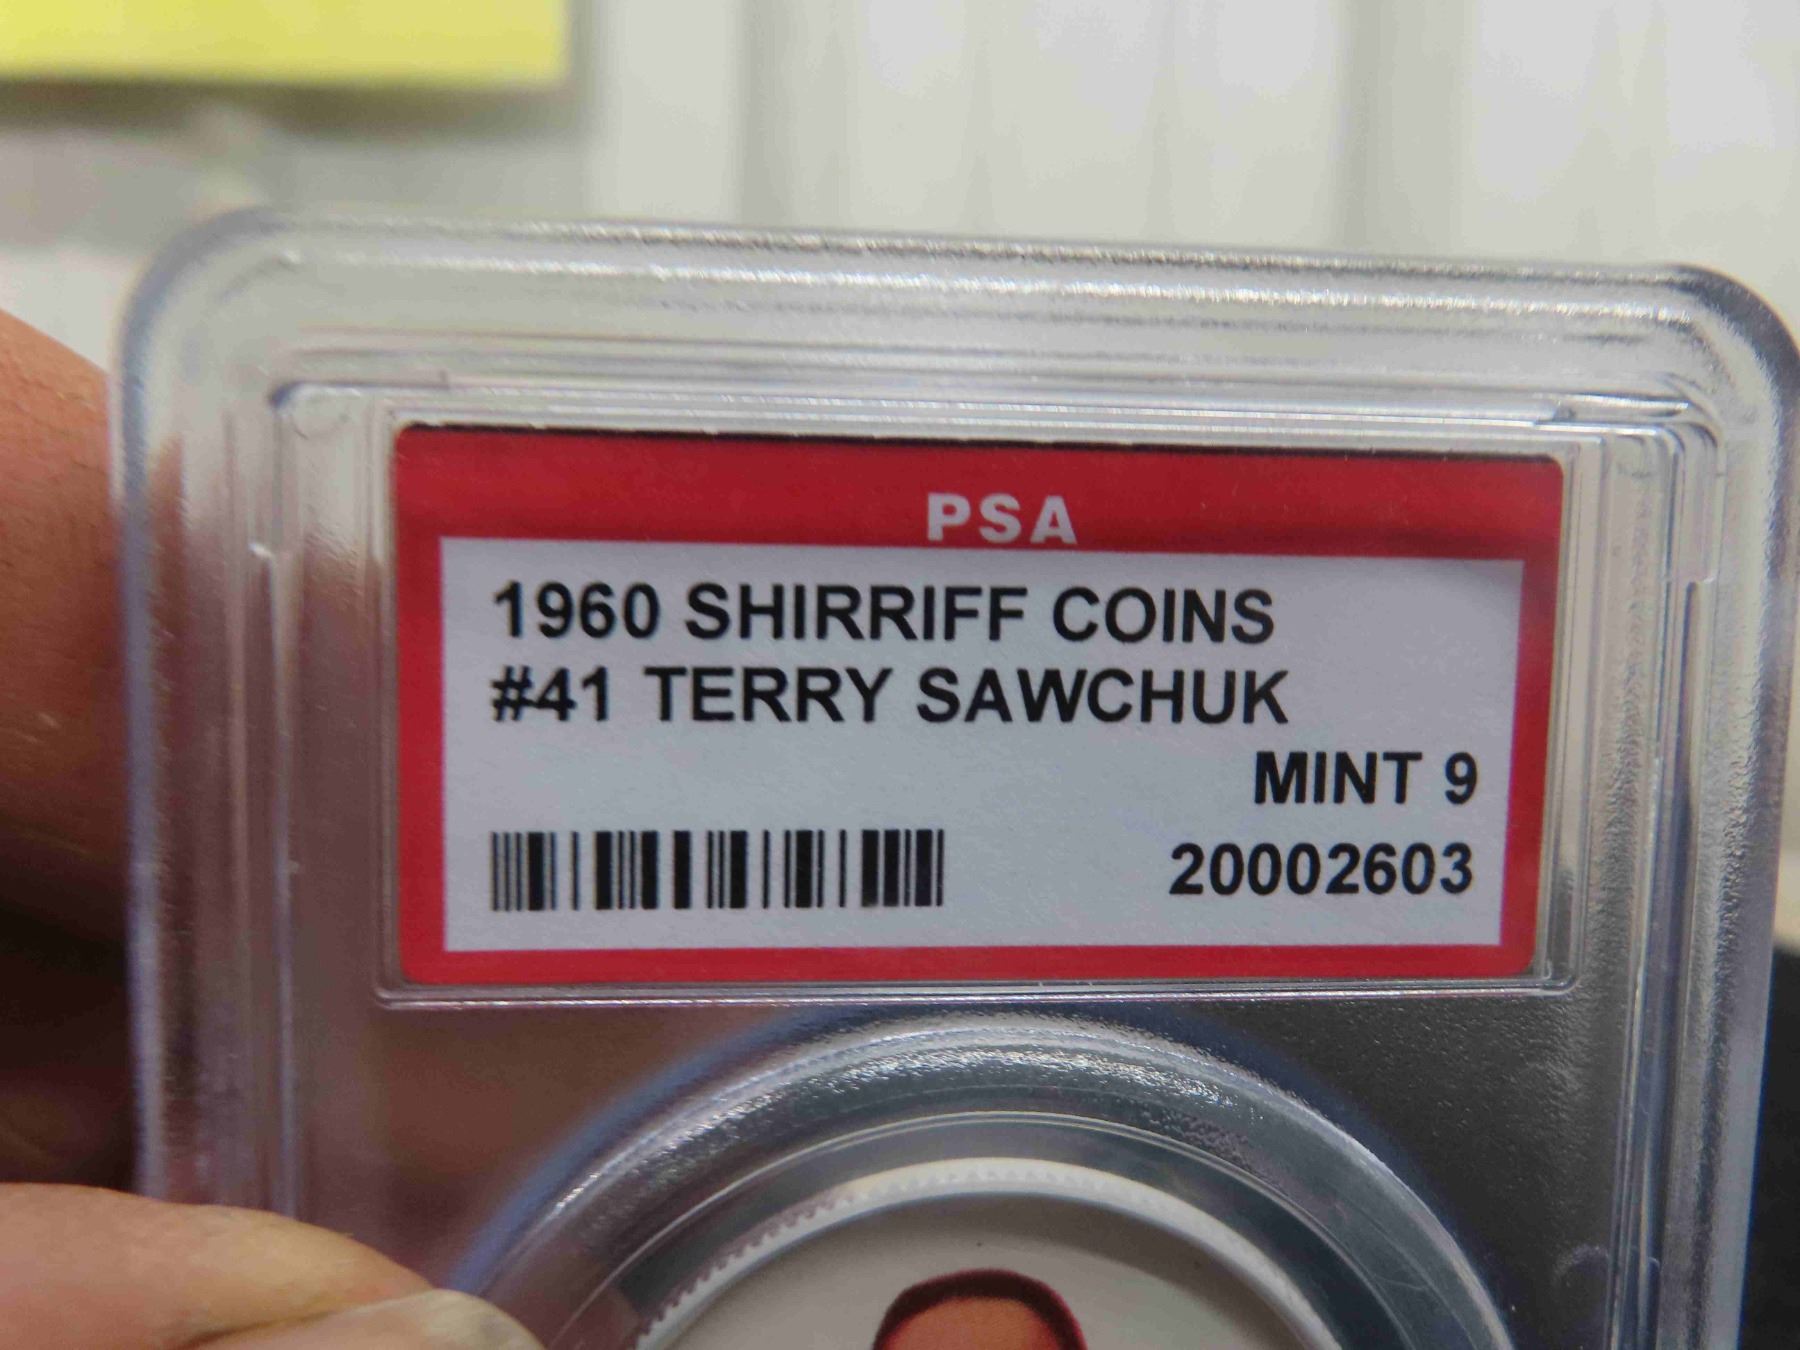 PSA
1960 SHIRRIFF COINS
#41 TERRY SAWCHUK
MINT 9
20002603